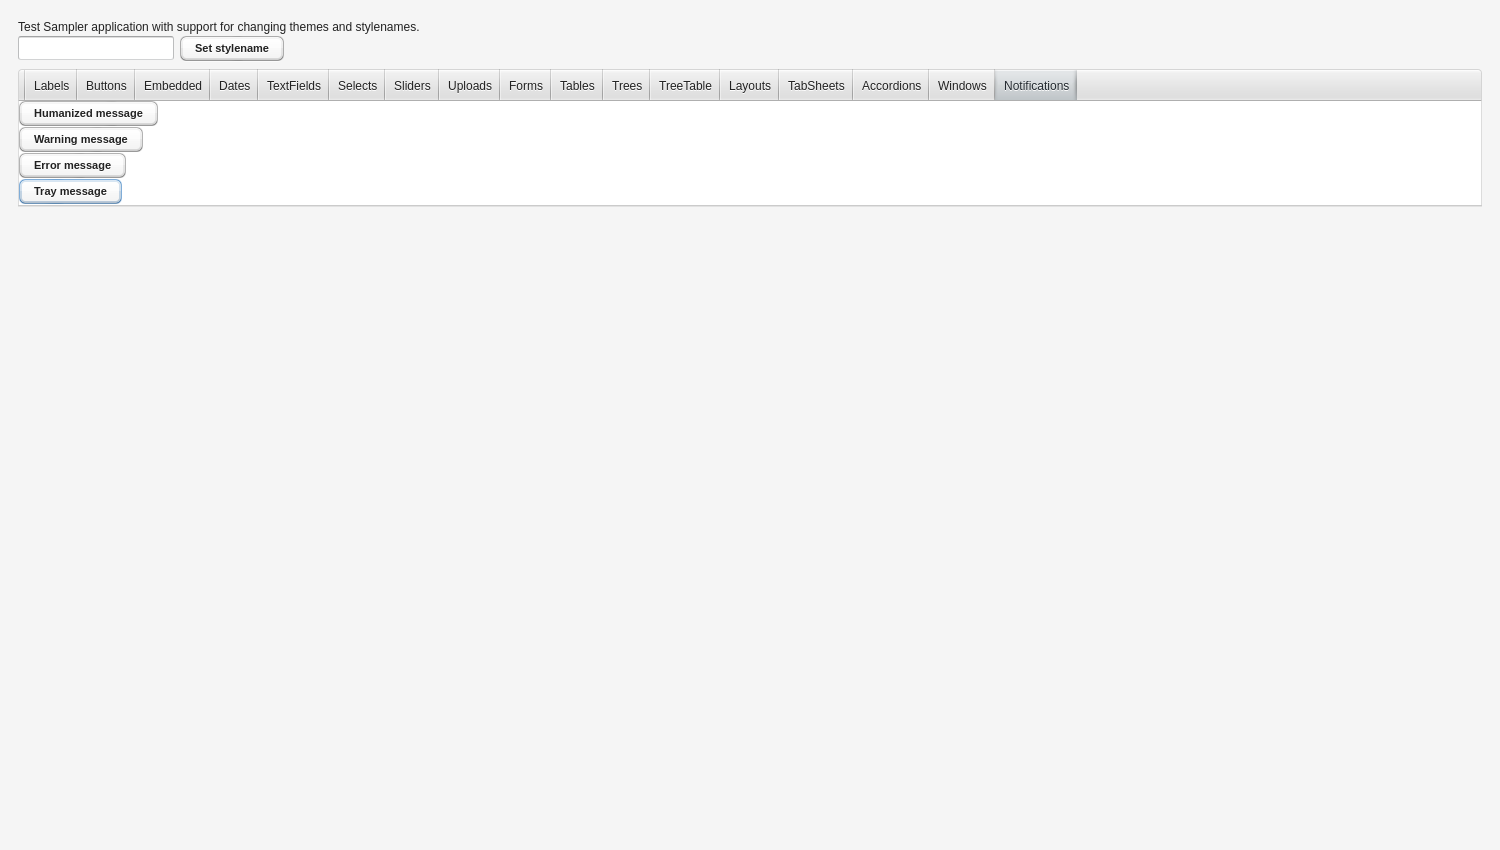 Test Sampler application with support for changing themes and stylenames.
Set stylename
Labels Buttons Embedded Dates TextFields Selects Sliders Uploads Forms Tables Trees TreeTable Layouts TabSheets Accordions Windows Notifications
Humanized message
Warning message
Error message
Tray message